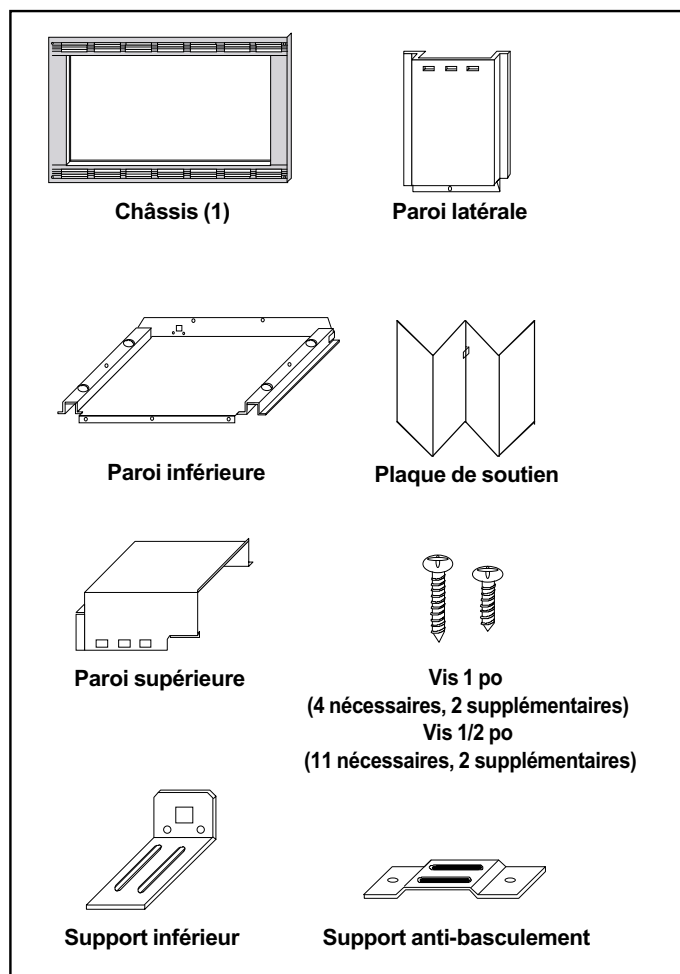 Châssis (1)
Paroi latérale
Paroi inférieure
Plaque de soutien
Paroi supérieure
Vis 1 po
(4 nécessaires, 2 supplémentaires)
Vis 1/2 po
(11 nécessaires, 2 supplémentaires)
Support inférieur
Support anti-basculement